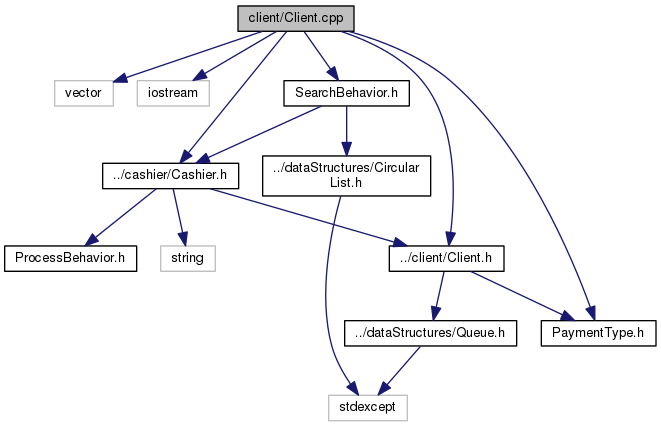 client/Client.cpp
vector
iostream
SearchBehavior.h
../cashier/Cashier.h
../dataStructures/Circular
List.h
ProcessBehavior.h
string
../client/Client.h
../dataStructures/Queue.h
PaymentType.h
stdexcept